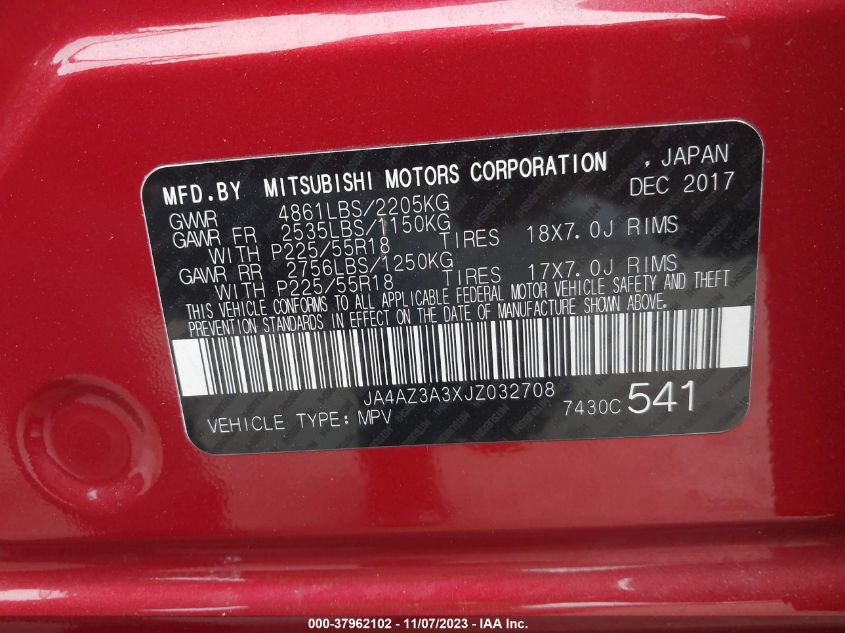 MFD.BY MITSUBISHI MOTORS CORPORATION , JAPAN
DEC 2017
GVWR 4861LBS/2205KG
GAWR FR 2535LBS/1150KG
WITH P225/55R18 TIRES 18X7.0J RIMS
GAWR RR 2756LBS/1250KG
WITH P225/55R18 TIRES 17X7.0J RIMS
THIS VEHICLE CONFORMS TO ALL APPLICABLE FEDERAL MOTOR VEHICLE SAFETY AND THEFT
PREVENTION STANDARDS IN EFFECT ON THE DATE OF MANUFACTURE SHOWN ABOVE.
JA4AZ3A3XJZ032708
VEHICLE TYPE: MPV 7430C 541
000-37962102 - 11/07/2023 - IAA Inc.